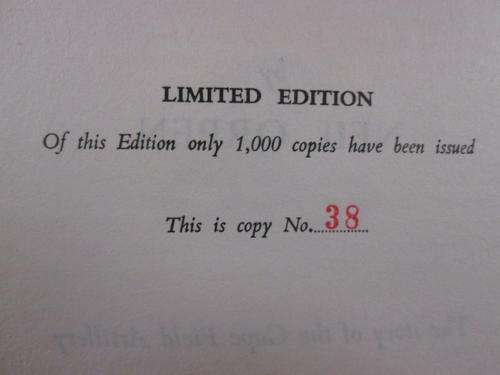 LIMITED EDITION
Of this Edition only 1,000 copies have been issued
This is copy No. 38